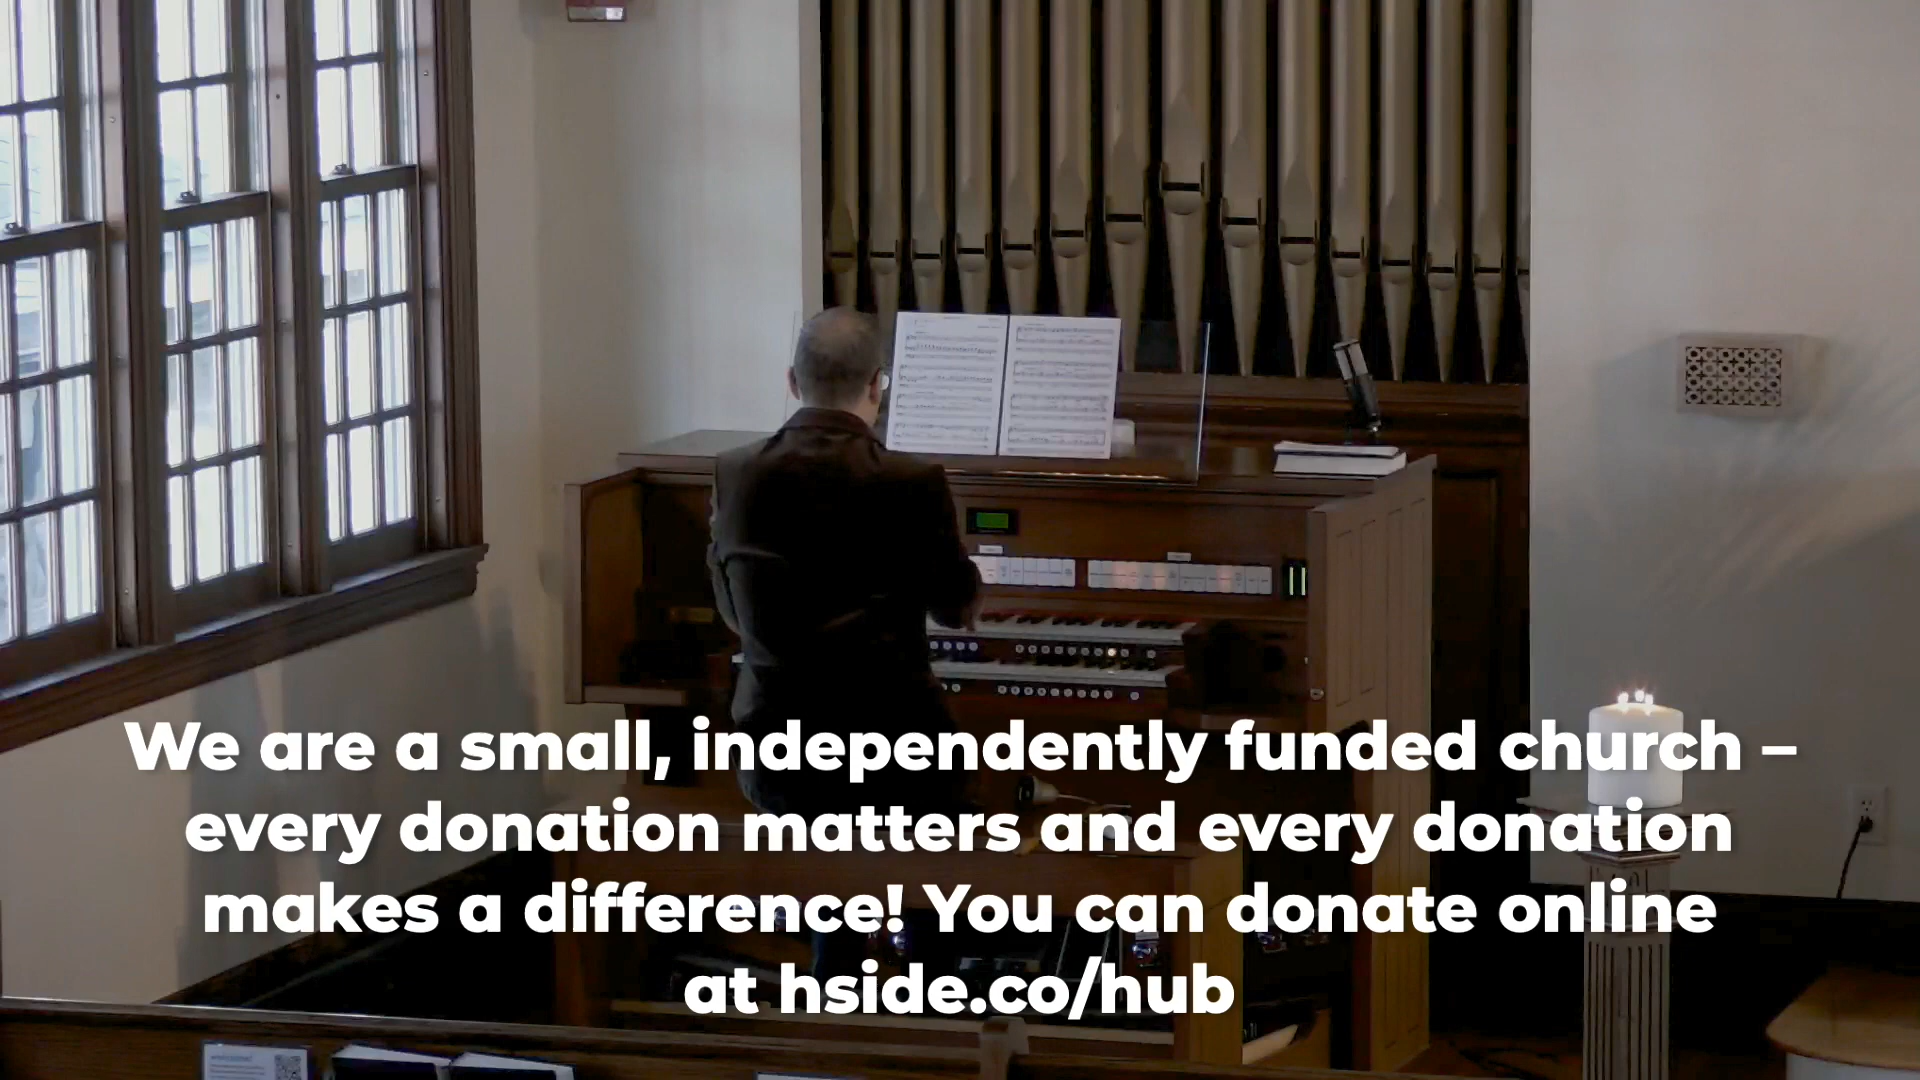 We are a small, independently funded church –
every donation matters and every donation
makes a difference! You can donate online
at hside.co/hub